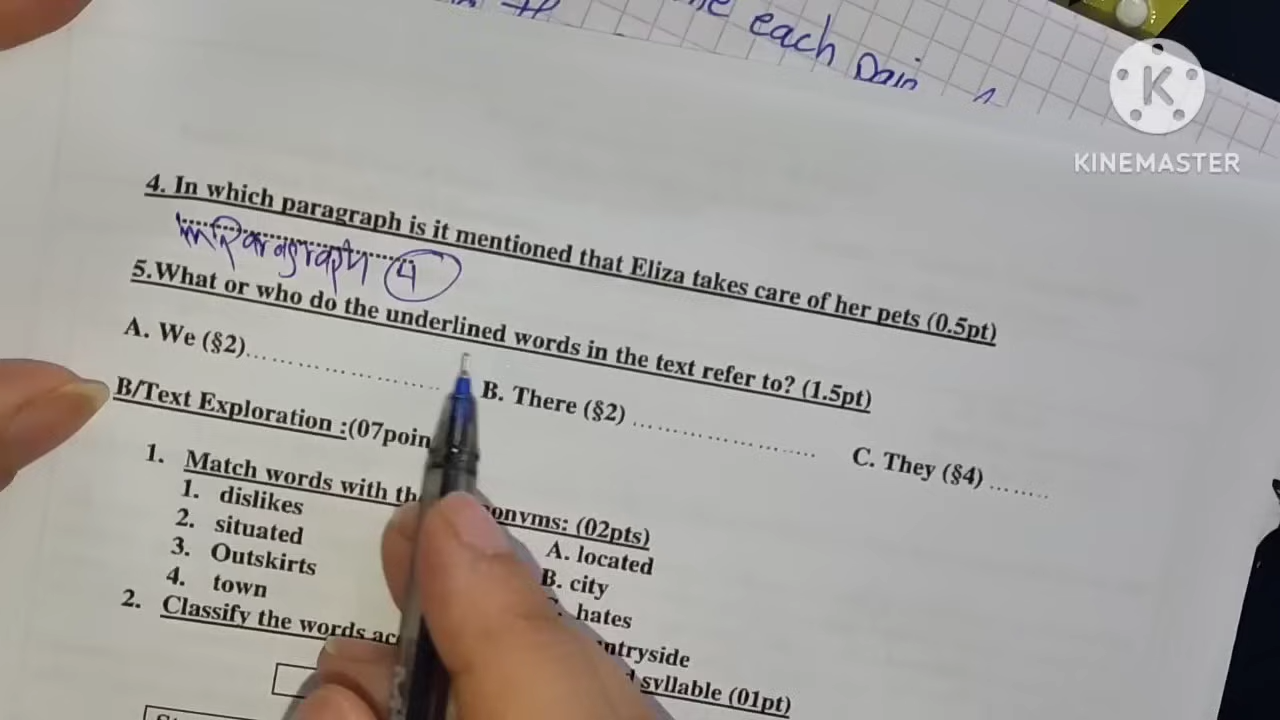 each pain
KINEMASTER
4. In which paragraph is it mentioned that Eliza takes care of her pets (0.5pt)
in Paragraph 4
5.What or who do the underlined words in the text refer to? (1.5pt)
A. We (§2)........................ B. There (§2) ........................ C. They (§4) ........
B/Text Exploration :(07poin
1. Match words with th onyms: (02pts)
1. dislikes A. located
2. situated B. city
3. Outskirts hates
4. town ntryside
2. Classify the words acc syllable (01pt)